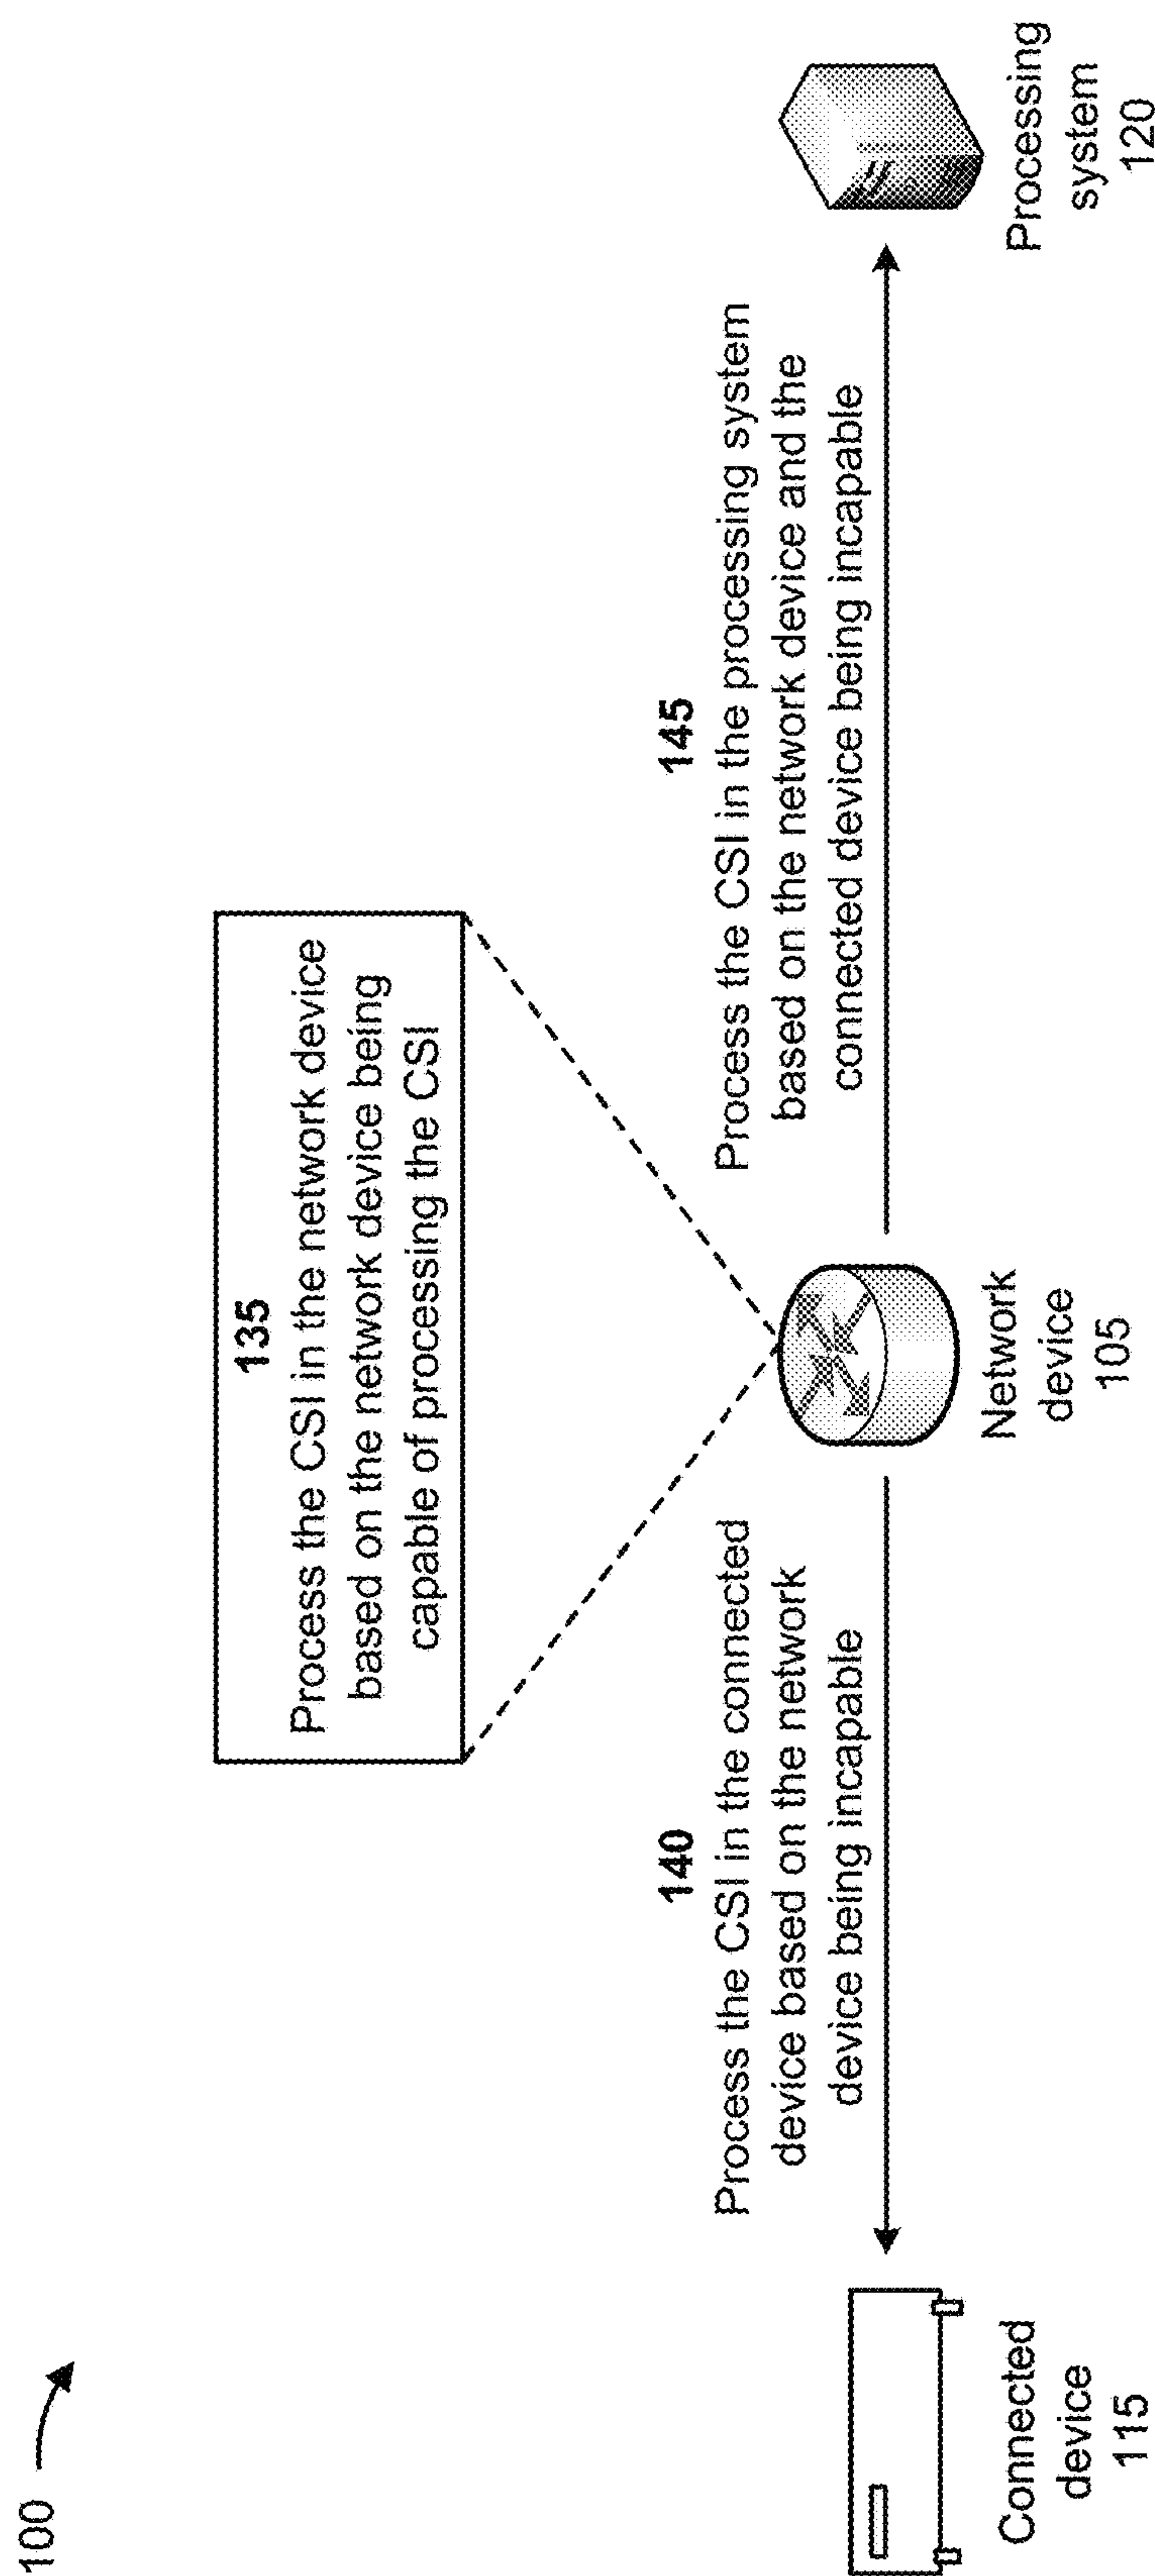 100
135
Process the CSI in the network device
based on the network device being
capable of processing the CSI
140
Process the CSI in the connected
device based on the network
device being incapable
145
Process the CSI in the processing system
based on the network device and the
connected device being incapable
Connected
device
115
Network
device
105
Processing
system
120